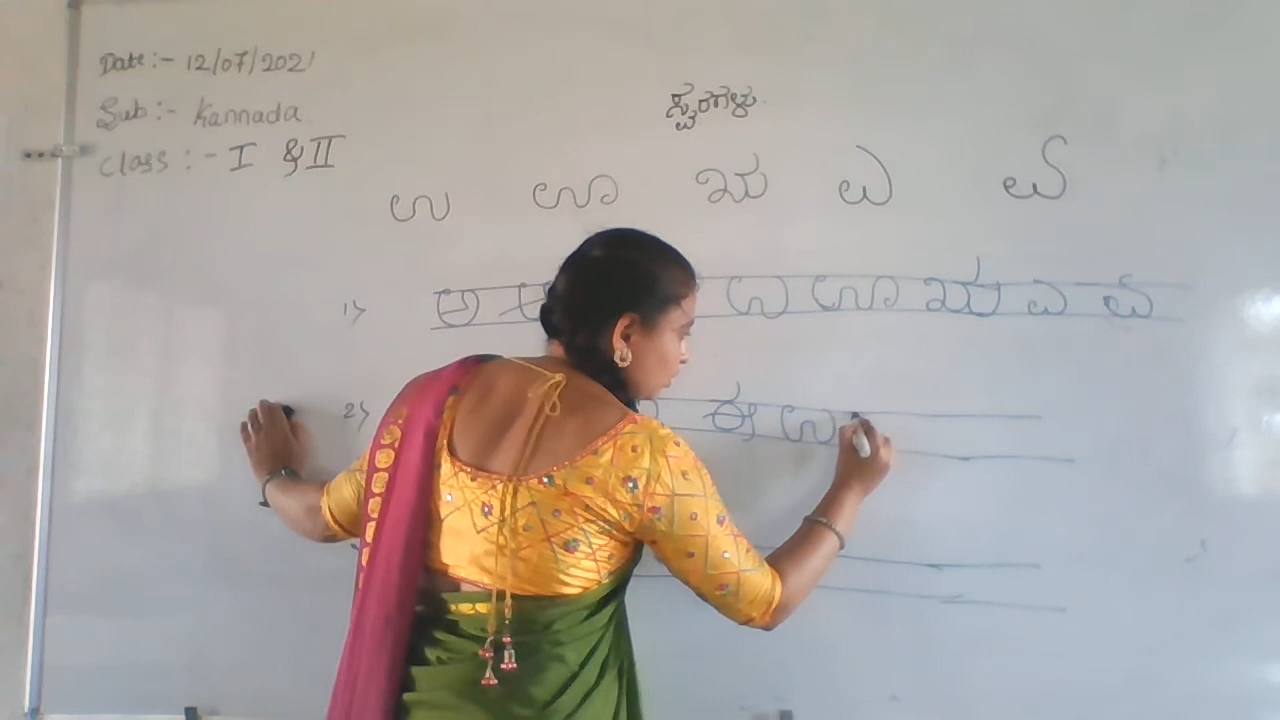 Date:- 12/07/2021
Sub:- Kannada
Class:- I & II
ಸ್ವರಗಳು.
ಉ ಊ ಋ ಎ ಏ
1) ಅ ಉ ಊ ಋ ಎ ಏ
2) ಈ ಉ